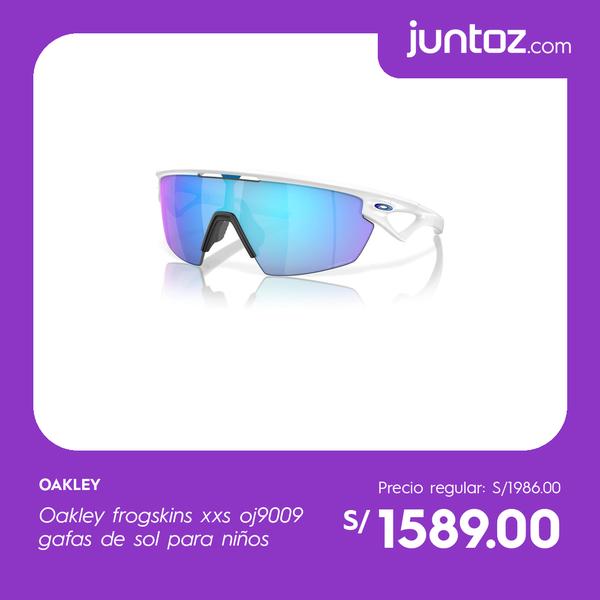 juntoz.com
OAKLEY
Oakley frogskins xxs oj9009
gafas de sol para niños
Precio regular: S/1986.00
S/1589.00